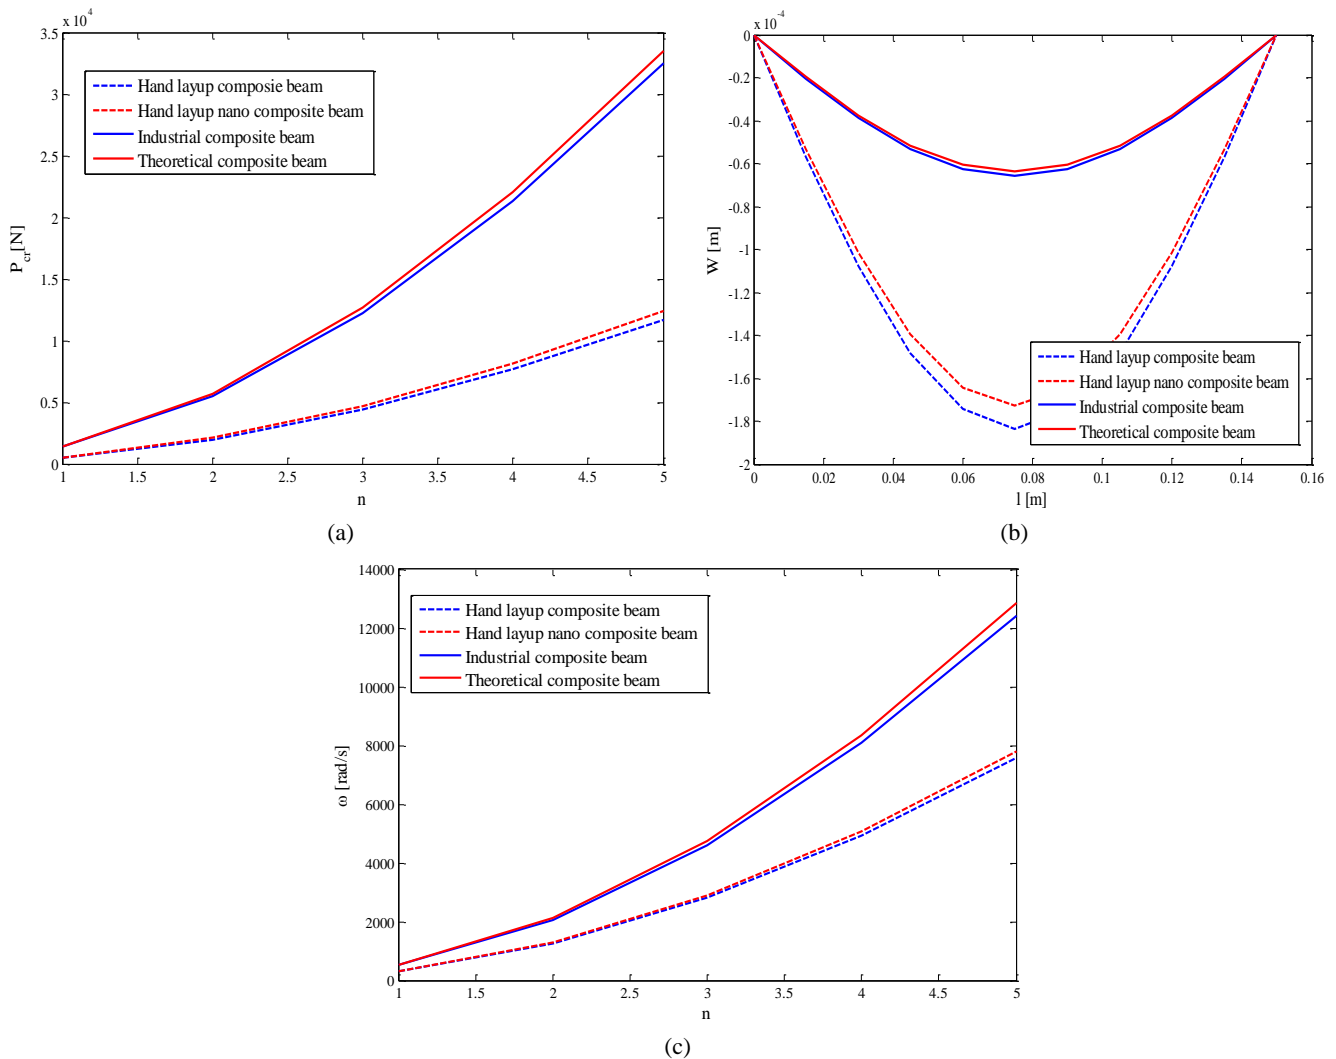 x 10⁴
3.5
3
2.5
2
1.5
1
0.5
0
1 1.5 2 2.5 3 3.5 4 4.5 5
P_cr[N]
n
Hand layup composie beam
Hand layup nano composite beam
Industrial composite beam
Theoretical composite beam
(a)
x 10⁻⁴
0
-0.2
-0.4
-0.6
-0.8
-1
-1.2
-1.4
-1.6
-1.8
-2
0 0.02 0.04 0.06 0.08 0.1 0.12 0.14 0.16
W [m]
l [m]
Hand layup composite beam
Hand layup nano composite beam
Industrial composite beam
Theoretical composite beam
(b)
14000
12000
10000
8000
6000
4000
2000
0
1 1.5 2 2.5 3 3.5 4 4.5 5
ω [rad/s]
n
Hand layup composite beam
Hand layup nano composite beam
Industrial composite beam
Theoretical composite beam
(c)